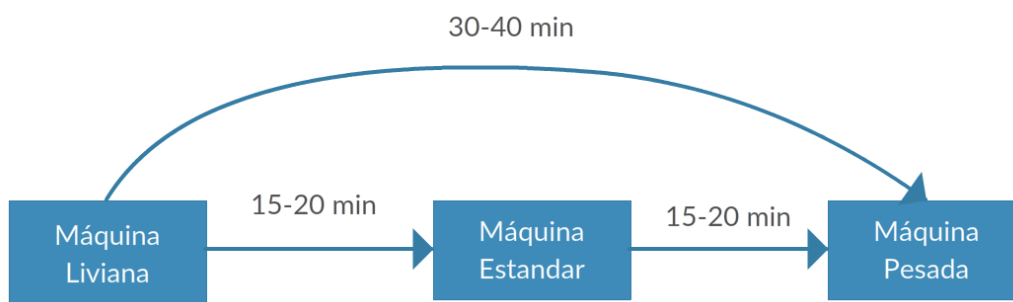 30-40 min
15-20 min
15-20 min
Máquina
Liviana
Máquina
Estandar
Máquina
Pesada